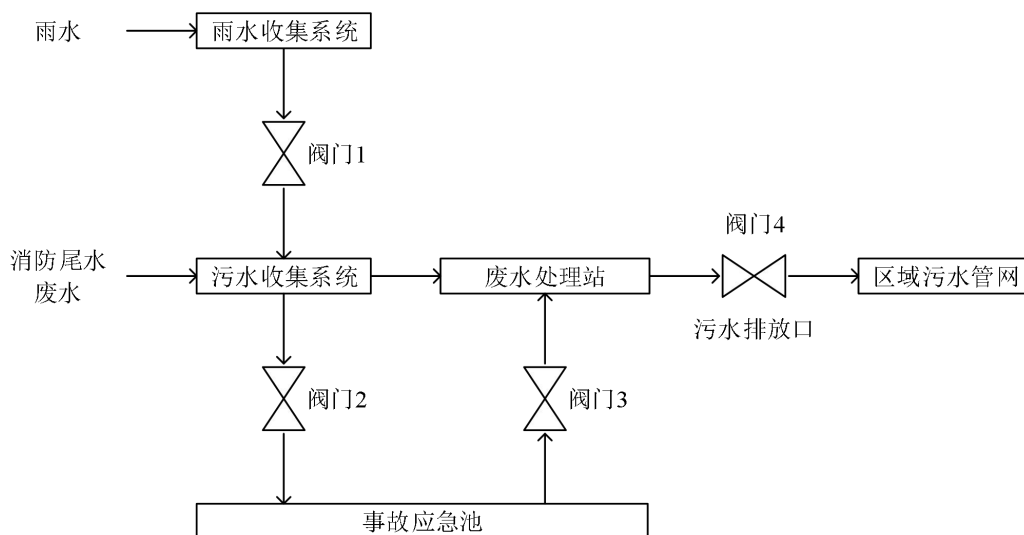 雨水
雨水收集系统
阀门1
阀门4
消防尾水
废水
污水收集系统
废水处理站
区域污水管网
污水排放口
阀门2
阀门3
事故应急池